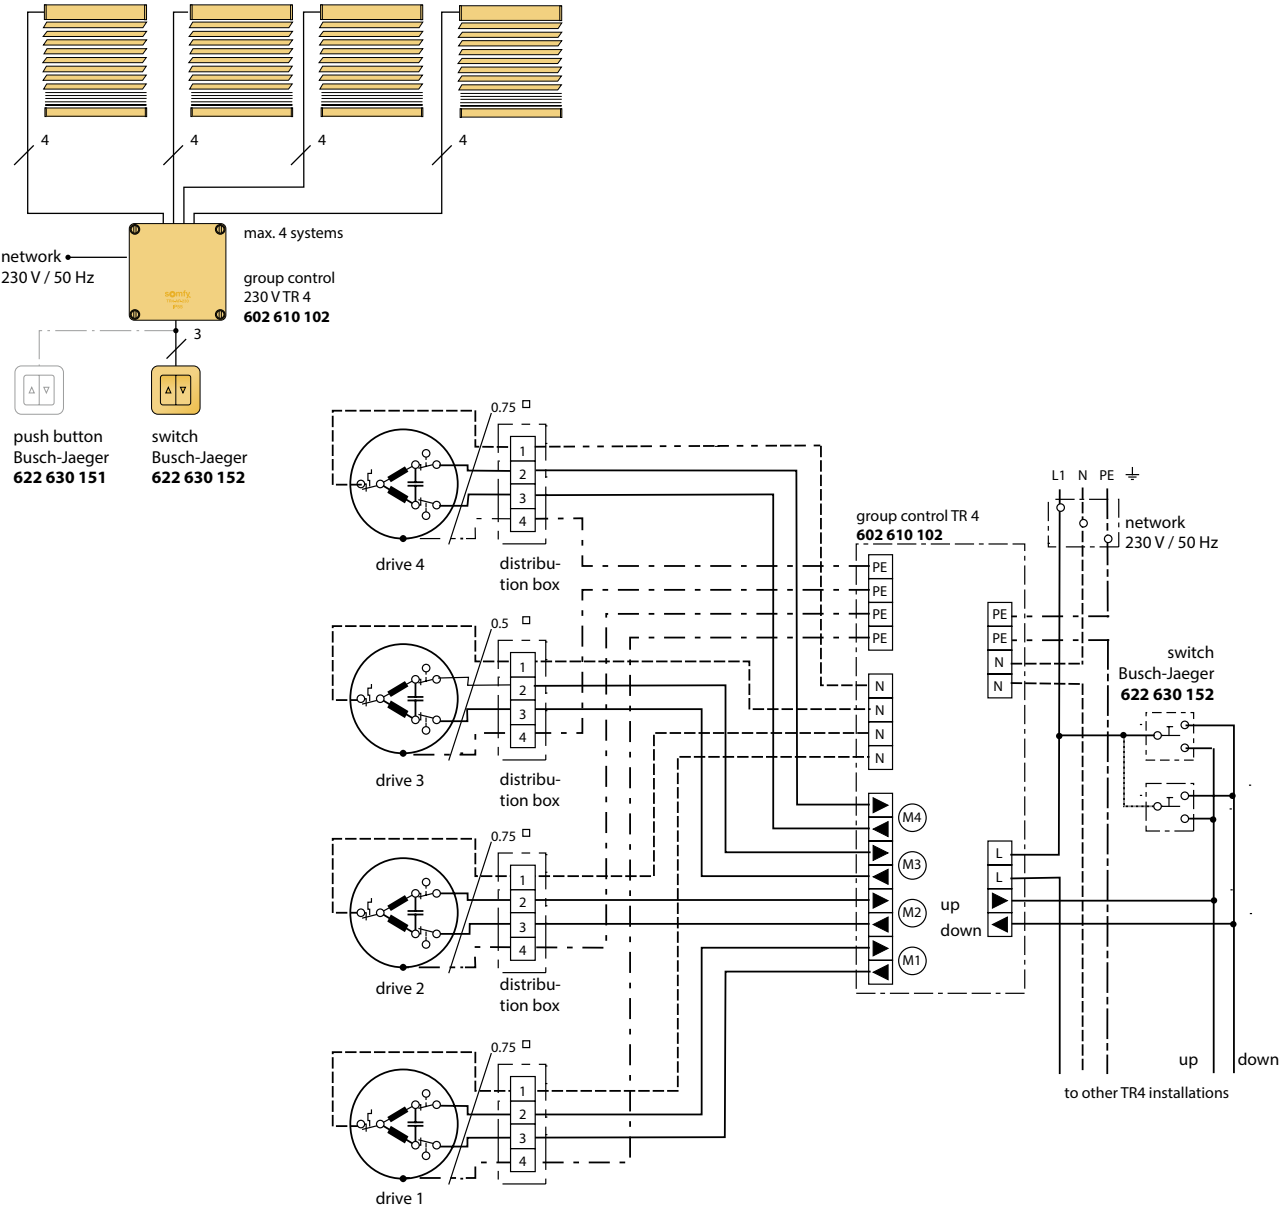 4
4
4
4
max. 4 systems
network
230 V / 50 Hz
group control
230 V TR 4
602 610 102
somfy
3
push button
Busch-Jaeger
622 630 151
switch
Busch-Jaeger
622 630 152
0.75
1
2
3
4
drive 4
distribu-
tion box
0.5
1
2
3
4
drive 3
distribu-
tion box
0.75
1
2
3
4
drive 2
distribu-
tion box
0.75
1
2
3
4
drive 1
group control TR 4
602 610 102
PE
PE
PE
PE
N
N
N
N
M4
M3
M2
M1
PE
PE
N
N
L
L
up
down
L1 N PE
network
230 V / 50 Hz
switch
Busch-Jaeger
622 630 152
up down
to other TR4 installations